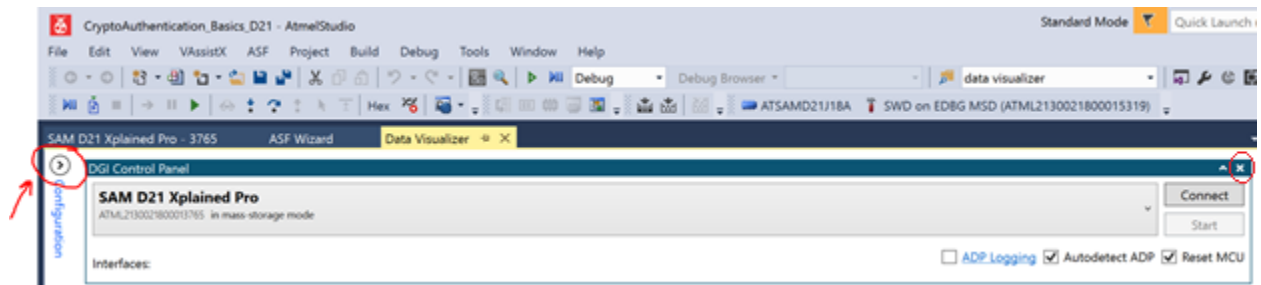 CryptoAuthentication_Basics_D21 - AtmelStudio
Standard Mode
Quick Launch
File Edit View VAssistX ASF Project Build Debug Tools Window Help
Debug Debug Browser data visualizer
Hex ATSAMD21J18A SWD on EDBG MSD (ATML2130021800015319)
SAM D21 Xplained Pro - 3765 ASF Wizard Data Visualizer
DGI Control Panel
Configuration
SAM D21 Xplained Pro
ATML2130021800013765 in mass-storage mode
Connect
Start
Interfaces:
ADP Logging Autodetect ADP Reset MCU